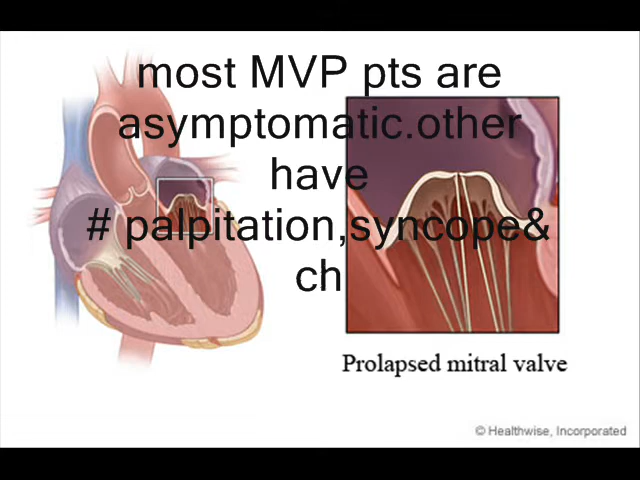 most MVP pts are
asymptomatic.other
have
# palpitation,syncope&
ch
Prolapsed mitral valve
© Healthwise, Incorporated